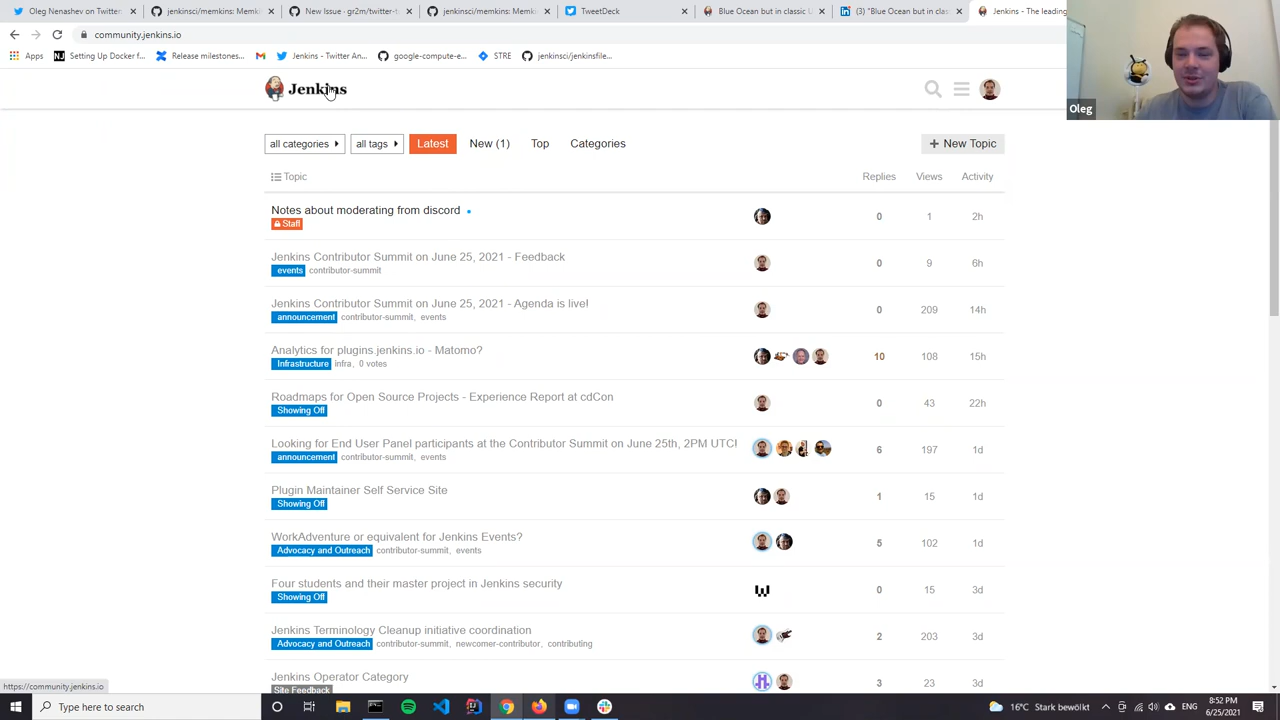 Oleg Nenashev on Twitter
jenkinsci/memkins: Memk
New Issue · gr2m/twitter-to
jenkinsci/memkins: Memk
TweetDeck
Blue Ocean but in classic U
(3) "Blue Ocean but in clas
Jenkins - The leading
community.jenkins.io
Apps
Setting Up Docker f...
Release milestones...
Jenkins - Twitter An...
google-compute-e...
STRE
jenkinsci/jenkinsfile...
Oleg
Jenkins
all categories
all tags
Latest
New (1)
Top
Categories
+ New Topic
Topic Replies Views Activity
Notes about moderating from discord 0 1 2h
Staff
Jenkins Contributor Summit on June 25, 2021 - Feedback 0 9 6h
events contributor-summit
Jenkins Contributor Summit on June 25, 2021 - Agenda is live! 0 209 14h
announcement contributor-summit, events
Analytics for plugins.jenkins.io - Matomo? 10 108 15h
Infrastructure infra, 0 votes
Roadmaps for Open Source Projects - Experience Report at cdCon 0 43 22h
Showing Off
Looking for End User Panel participants at the Contributor Summit on June 25th, 2PM UTC! 6 197 1d
announcement contributor-summit, events
Plugin Maintainer Self Service Site 1 15 1d
Showing Off
WorkAdventure or equivalent for Jenkins Events? 5 102 1d
Advocacy and Outreach contributor-summit, events
Four students and their master project in Jenkins security 0 15 3d
Showing Off
Jenkins Terminology Cleanup initiative coordination 2 203 3d
Advocacy and Outreach contributor-summit, newcomer-contributor, contributing
Jenkins Operator Category 3 23 3d
Site Feedback
https://community.jenkins.io
Type here to search
16°C Stark bewölkt
8:52 PM
6/25/2021